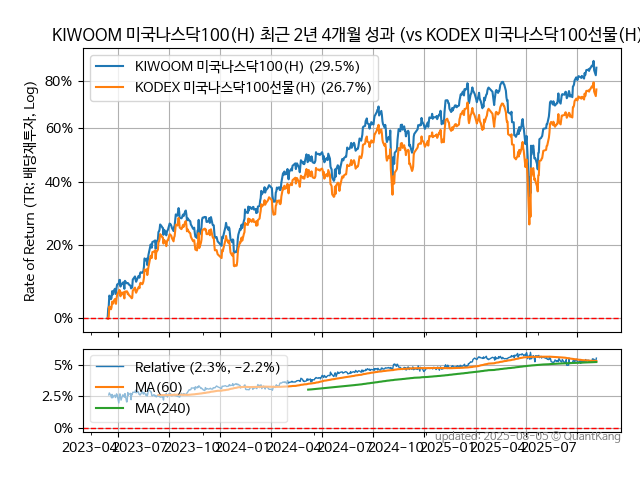 KIWOOM 미국나스닥100(H) 최근 2년 4개월 성과 (vs KODEX 미국나스닥100선물(H)
KIWOOM 미국나스닥100(H) (29.5%)
KODEX 미국나스닥100선물(H) (26.7%)
Rate of Return (TR: 배당재투자, Log)
80%
60%
40%
20%
0%
Relative (2.3%, −2.2%)
MA(60)
MA(240)
5%
2.5%
0%
updated: 2025-08-05 © QuantKang
2023-04 2023-07 2023-10 2024-01 2024-04 2024-07 2024-10 2025-01 2025-04 2025-07